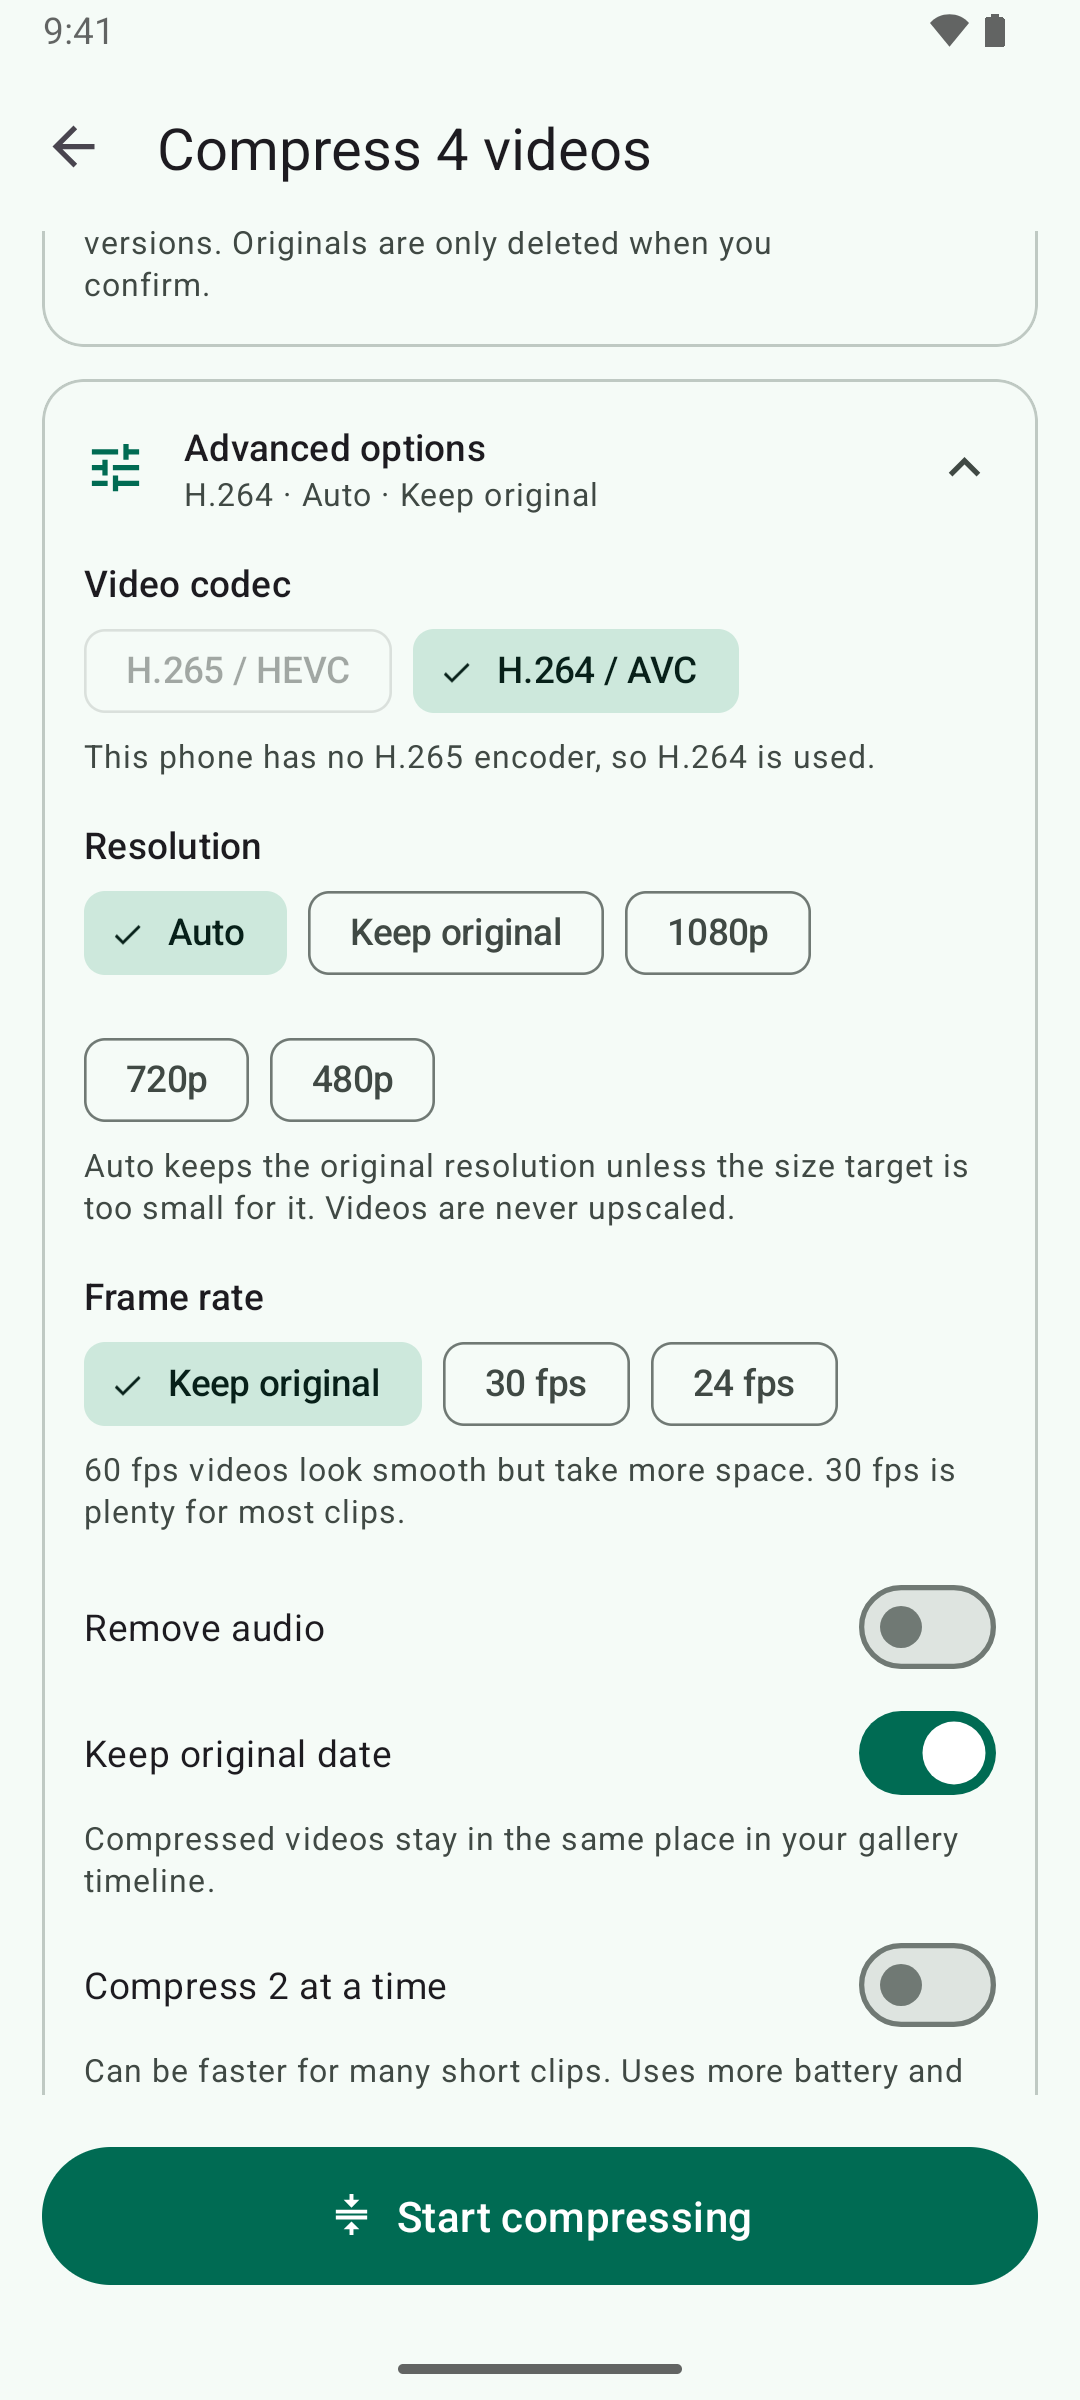 9:41
Compress 4 videos
versions. Originals are only deleted when you
confirm.
Advanced options
H.264 · Auto · Keep original
Video codec
H.265 / HEVC
H.264 / AVC
This phone has no H.265 encoder, so H.264 is used.
Resolution
Auto
Keep original
1080p
720p
480p
Auto keeps the original resolution unless the size target is
too small for it. Videos are never upscaled.
Frame rate
Keep original
30 fps
24 fps
60 fps videos look smooth but take more space. 30 fps is
plenty for most clips.
Remove audio
Keep original date
Compressed videos stay in the same place in your gallery
timeline.
Compress 2 at a time
Can be faster for many short clips. Uses more battery and
Start compressing